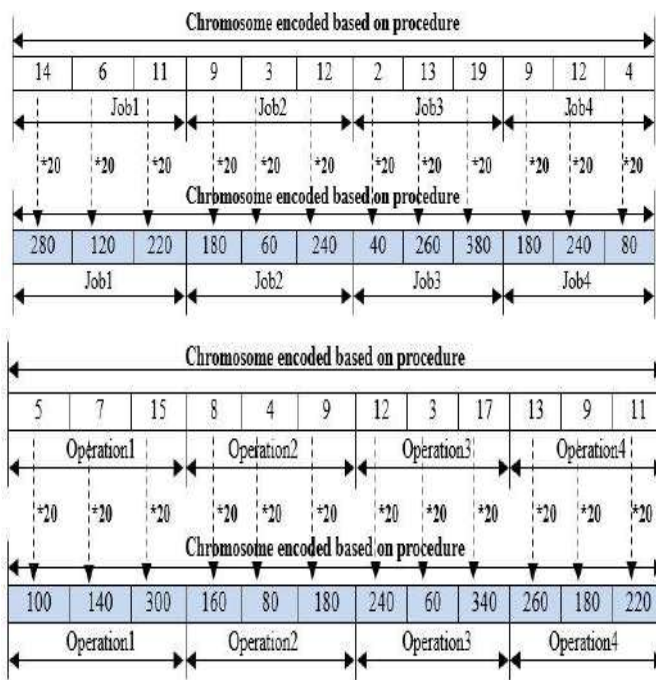 Chromosome encoded based on procedure
14 6 11 9 3 12 2 13 19 9 12 4
Job1 Job2 Job3 Job4
*20 *20 *20 *20 *20 *20 *20 *20 *20 *20 *20 *20
Chromosome encoded based on procedure
280 120 220 180 60 240 40 260 380 180 240 80
Job1 Job2 Job3 Job4
Chromosome encoded based on procedure
5 7 15 8 4 9 12 3 17 13 9 11
Operation1 Operation2 Operation3 Operation4
*20 *20 *20 *20 *20 *20 *20 *20 *20 *20 *20 *20
Chromosome encoded based on procedure
100 140 300 160 80 180 240 60 340 260 180 220
Operation1 Operation2 Operation3 Operation4